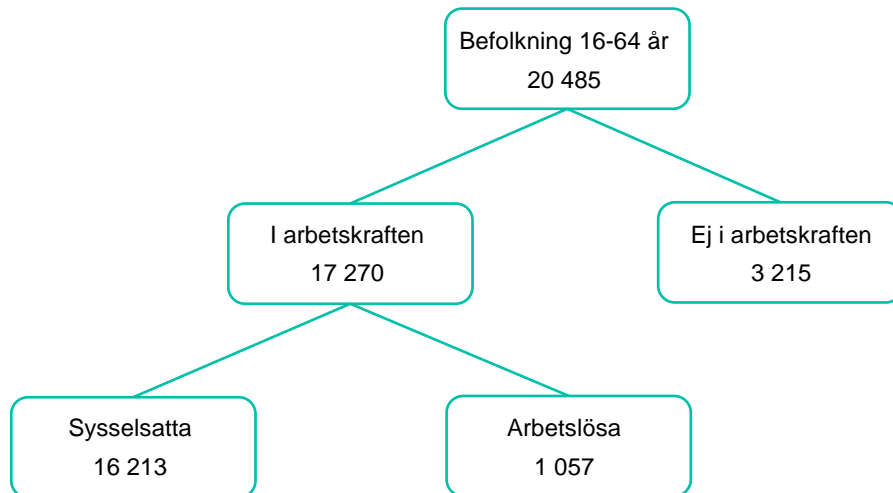 Befolkning 16-64 år
20 485
I arbetskraften
17 270
Ej i arbetskraften
3 215
Sysselsatta
16 213
Arbetslösa
1 057